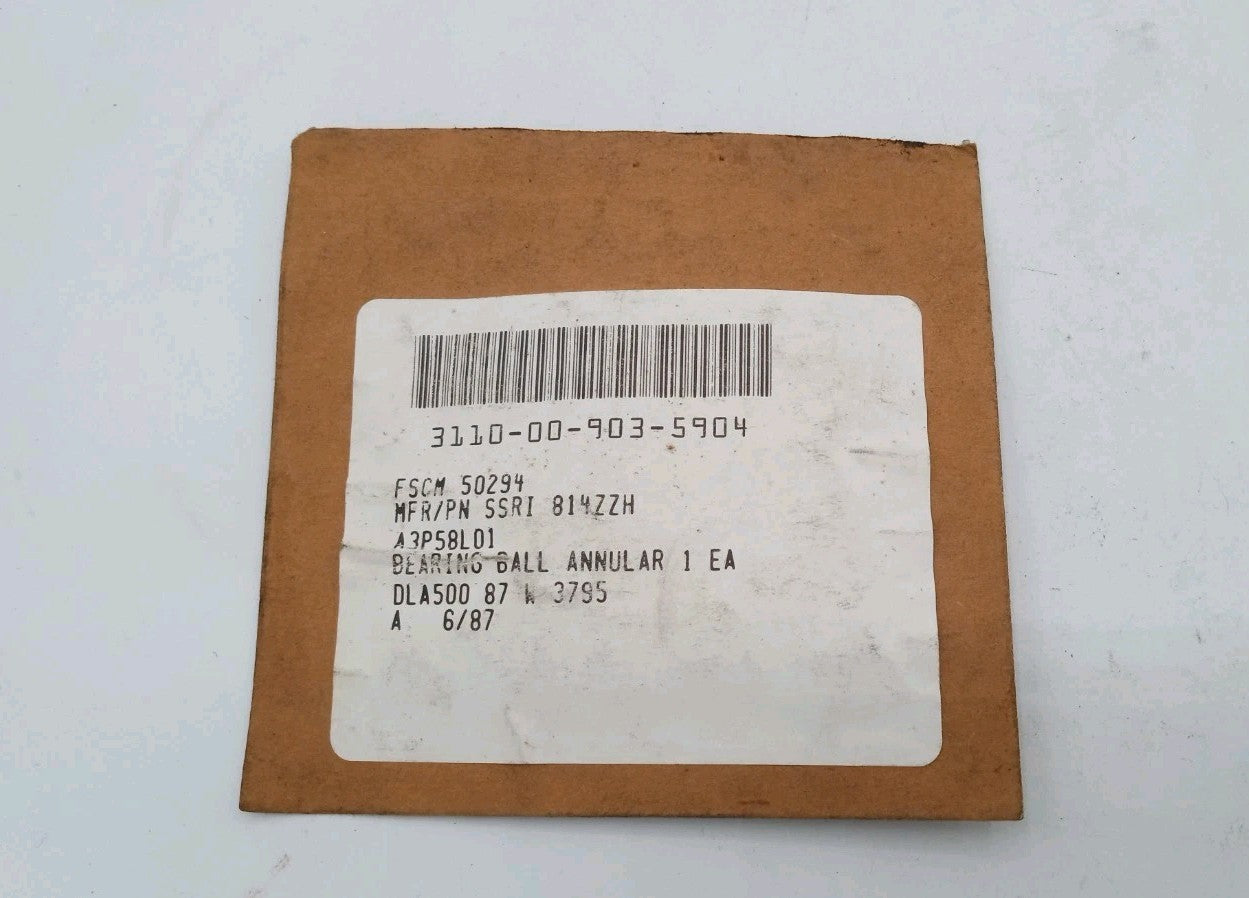 3110-00-903-5904
FSCM 50294
MFR/PN SSRI 814ZZH
A3P58L01
BEARING BALL ANNULAR 1 EA
DLA500 87 W 3795
A 6/87